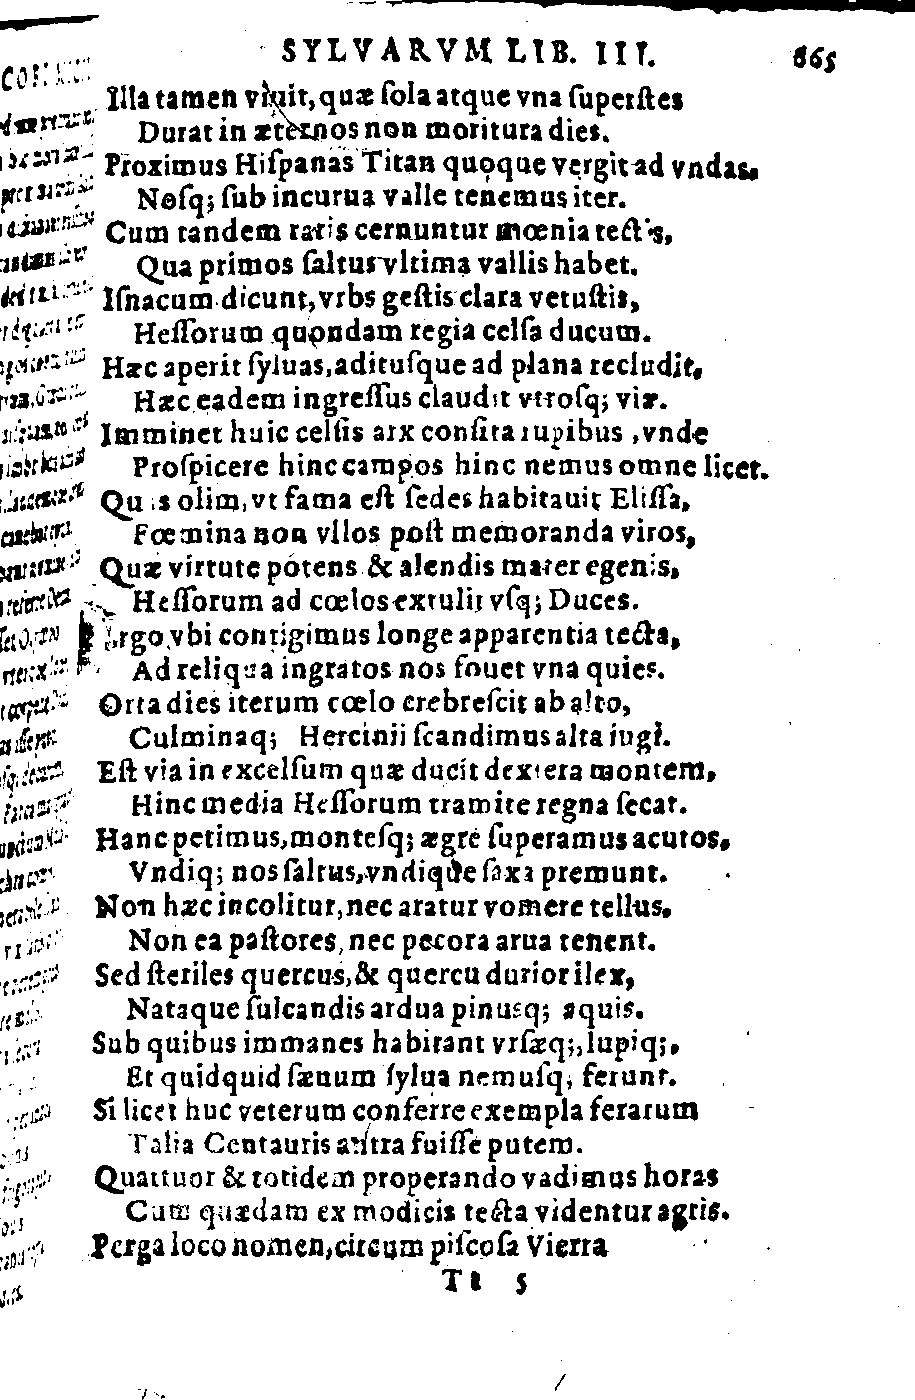 SYLVARVM LIB. III. 865
Illa tamen viuit, quæ ſola atque vna ſuperſtes
Durat in æternos non moritura dies.
Proximus Hiſpanas Titan quoque vergit ad vndas.
Noſq; ſub incurua valle tenemus iter.
Cum tandem raris cernuntur mœnia tectis,
Qua primos ſaltus vltima vallis habet.
Iſnacum dicunt, vrbs geſtis clara vetuſtis,
Heſſorum quondam regia celſa ducum.
Hæc aperit ſyluas, adituſque ad plana recludit,
Hæc eadem ingreſſus claudit vtroſq; viæ.
Imminet huic celſis arx conſita rupibus, vnde
Proſpicere hinc campos hinc nemus omne licet.
Quis olim, vt fama eſt ſedes habitauit Eliſſa,
Fœmina non vllos poſt memoranda viros,
Quæ virtute potens & alendis mater egenis,
Heſſorum ad cœlos extulit vſq; Duces.
Ergo vbi contigimus longe apparentia tecta,
Ad reliqua ingratos nos fouet vna quies.
Orta dies iterum cœlo crebreſcit ab alto,
Culminaq; Hercinii ſcandimus alta iugi.
Eſt via in excelſum quæ ducit dextera montem,
Hinc media Heſſorum tramite regna ſecat.
Hanc petimus, monteſq; ægre ſuperamus acutos,
Vndiq; nos ſaltus, vndique ſaxa premunt.
Non hæc incolitur, nec aratur vomere tellus,
Non ea paſtores, nec pecora arua tenent.
Sed ſteriles quercus, & quercu durior ilex,
Nataque ſulcandis ardua pinusq; aquis.
Sub quibus immanes habitant vrſæq;, lupiq;,
Et quidquid ſæuum ſylua nemuſq; ferunt.
Si licet huc veterum conferre exempla ferarum
Talia Centauris antra fuiſſe putem.
Quattuor & totidem properando vadimus horas
Cum quædam ex modicis tecta videntur agris.
Perga loco nomen, circum piſcoſa Vierra
Tt 5